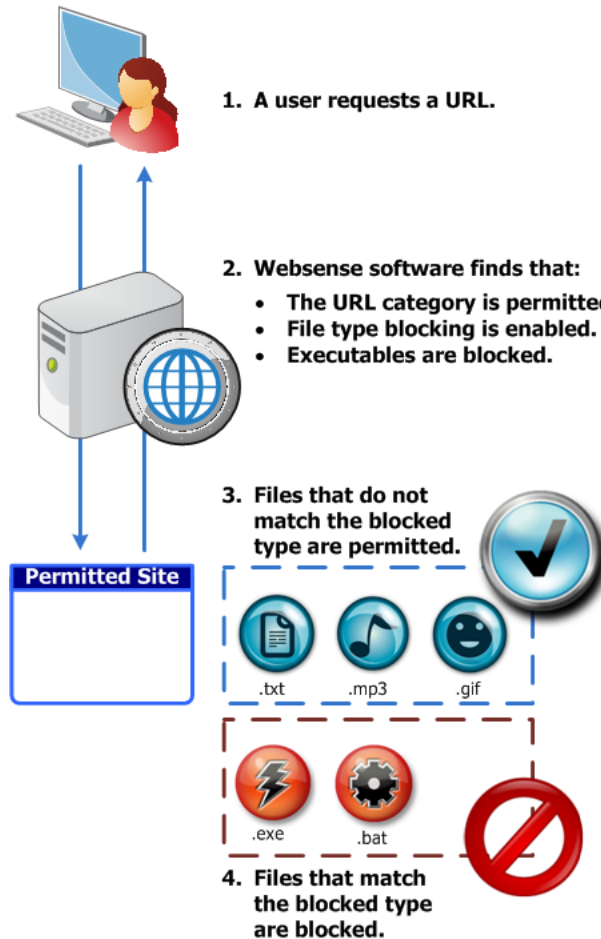 1. A user requests a URL.
2. Websense software finds that:
• The URL category is permitte
• File type blocking is enabled.
• Executables are blocked.
3. Files that do not
match the blocked
type are permitted.
Permitted Site
.txt .mp3 .gif
.exe .bat
4. Files that match
the blocked type
are blocked.